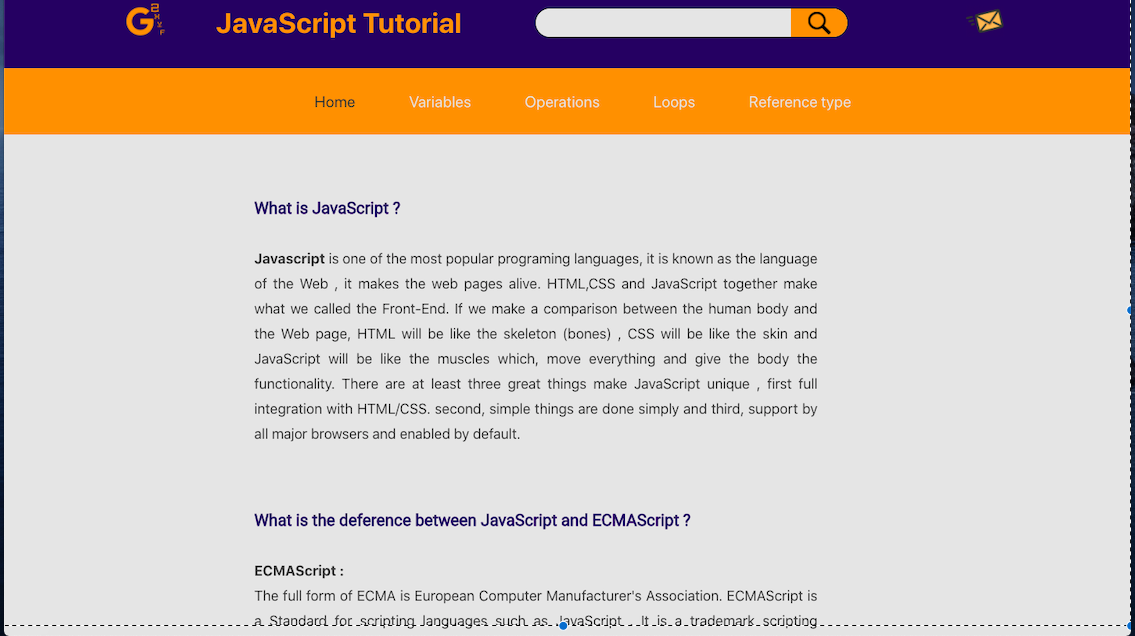 G
JavaScript Tutorial
Home Variables Operations Loops Reference type
What is JavaScript ?
Javascript is one of the most popular programing languages, it is known as the language
of the Web , it makes the web pages alive. HTML,CSS and JavaScript together make
what we called the Front-End. If we make a comparison between the human body and
the Web page, HTML will be like the skeleton (bones) , CSS will be like the skin and
JavaScript will be like the muscles which, move everything and give the body the
functionality. There are at least three great things make JavaScript unique , first full
integration with HTML/CSS. second, simple things are done simply and third, support by
all major browsers and enabled by default.
What is the deference between JavaScript and ECMAScript ?
ECMAScript :
The full form of ECMA is European Computer Manufacturer's Association. ECMAScript is
a Standard for scripting languages such as JavaScript . It is a trademark scripting